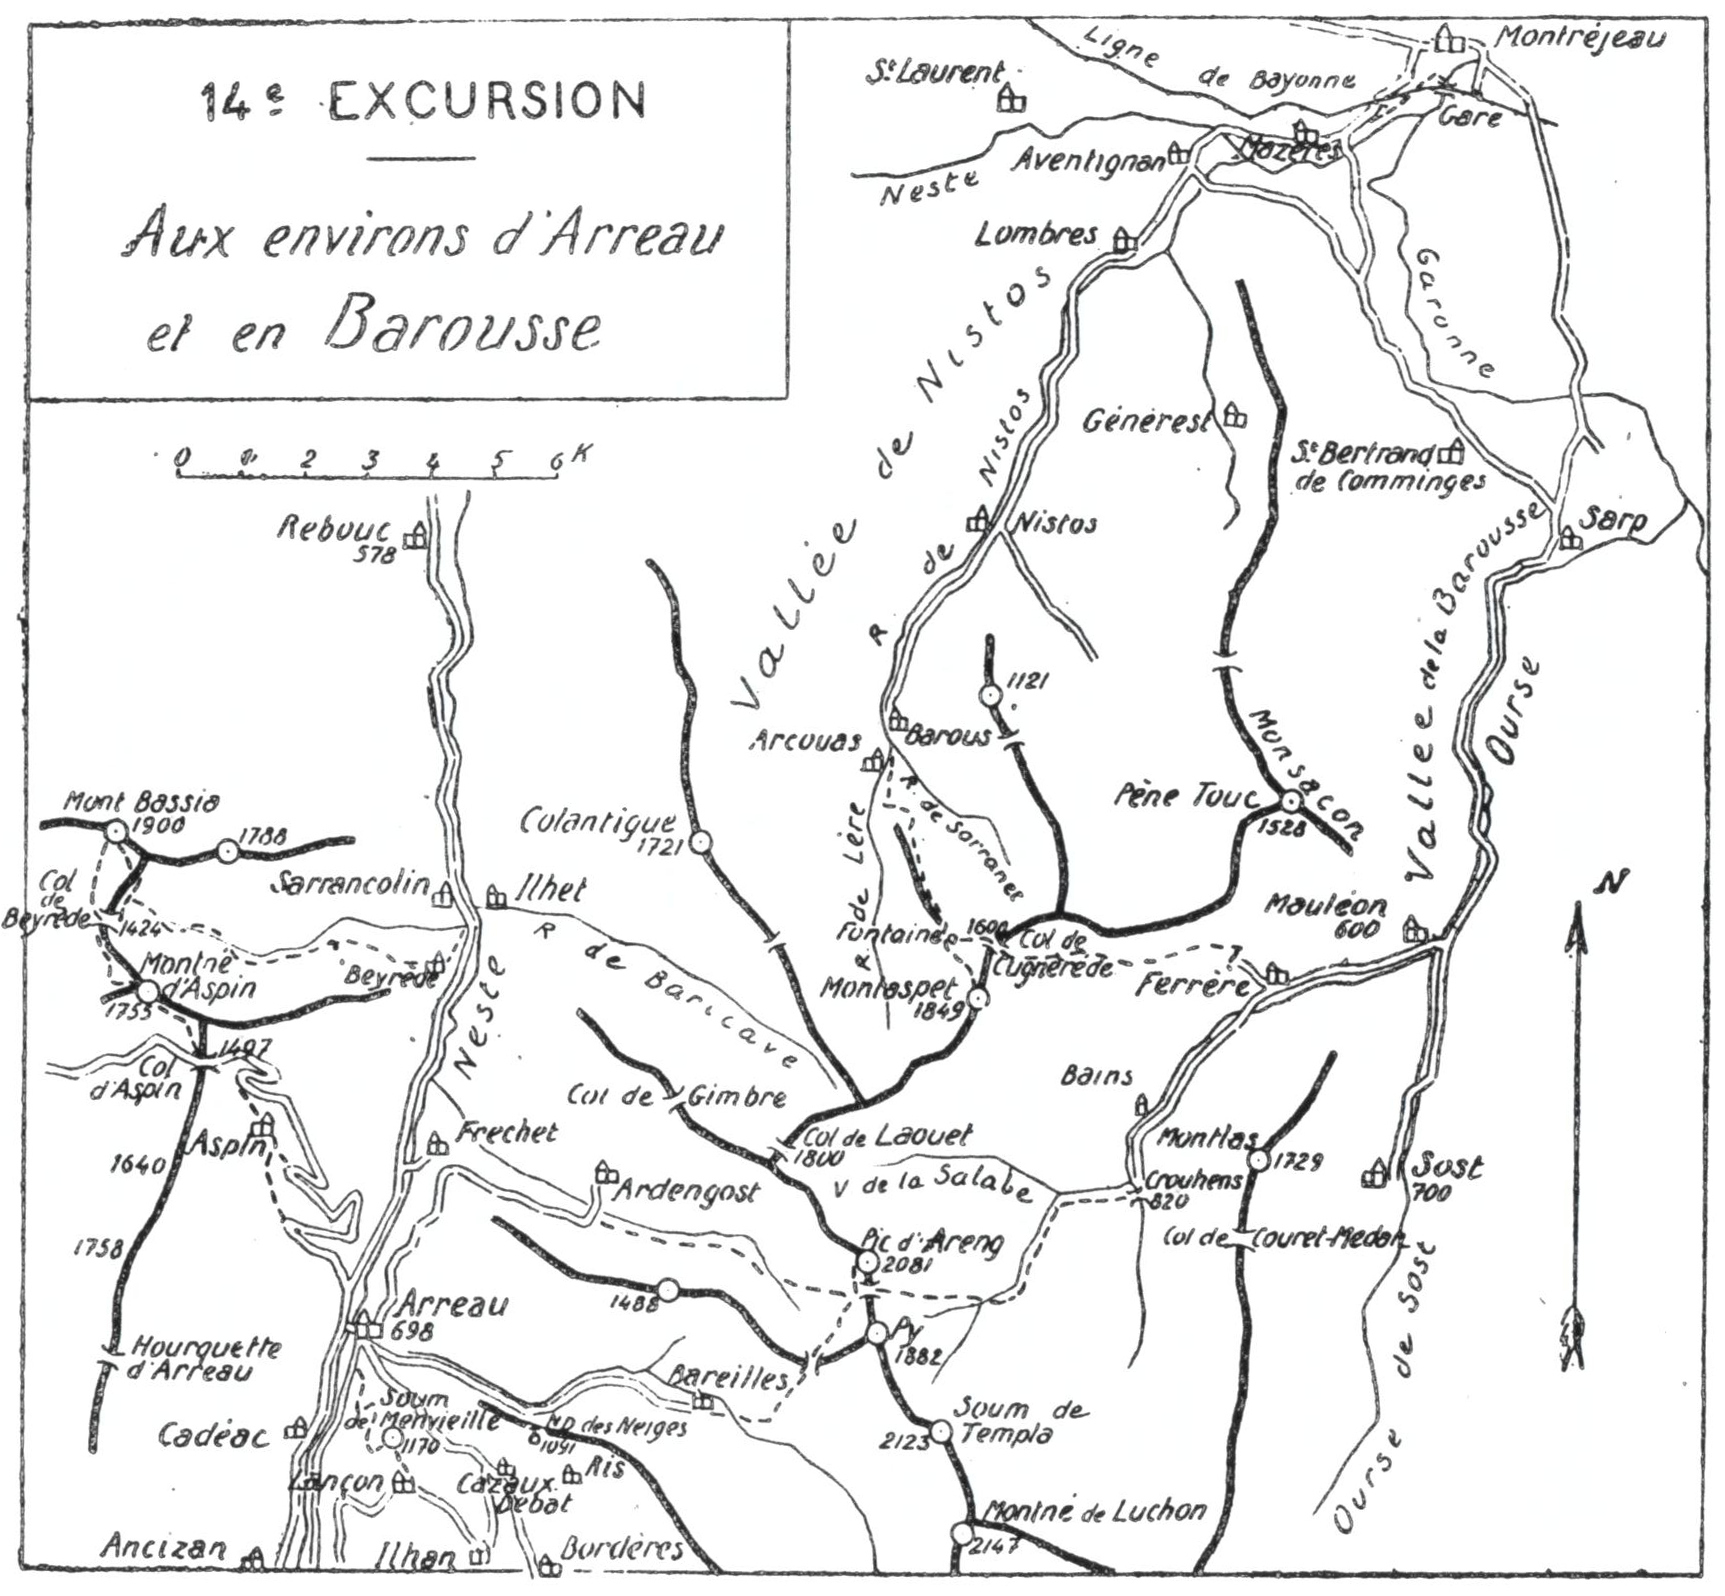 14e EXCURSION
Aux environs d'Arreau
et en Barousse
0 1 2 3 4 5 6 K
Montréjeau
Ligne de Bayonne
St Laurent
Gare
Mazères
Aventignan
Neste
Lombres
Garonne
Vallée de Nistos
R de Nistos
Générest
St Bertrand
de Comminges
Nistos
Sarp
Rebouc
578
Vallée de la Barousse
Ourse
1121
Barous
Arcouas
Monsacon
Pène Touc
1528
Mont Bassia
1900
1788
Colantigue
1721
R. de Lère
R. de Sarranes
Col
de
Beyrède
1424
Sarrancolin
Ilhet
Mauléon
600
Fontaine
1600
Col de
Cugnérède
R de Baricave
Montné
d'Aspin
1755
Beyrède
Neste
Montaspet
1849
Ferrère
N
1497
Col
d'Aspin
Col de Gimbre
Bains
Aspin
Frechet
Col de Laouet
1800
Montlas
1729
1640
Ardengost
V de la Salabe
Crouhens
820
Sost
700
1758
Pic d'Areng
2081
Col de Couret-Medan
1488
Arreau
698
Py
1882
Ourse de Sost
Hourquette
d'Arreau
Bareilles
Soum
de Menvieille
1170
N D des Neiges
1091
Soum de
Templa
2123
Cadéac
Ris
Lançon
Cazaux
Debat
Montné de Luchon
2147
Ancizan
Ilhan
Bordères